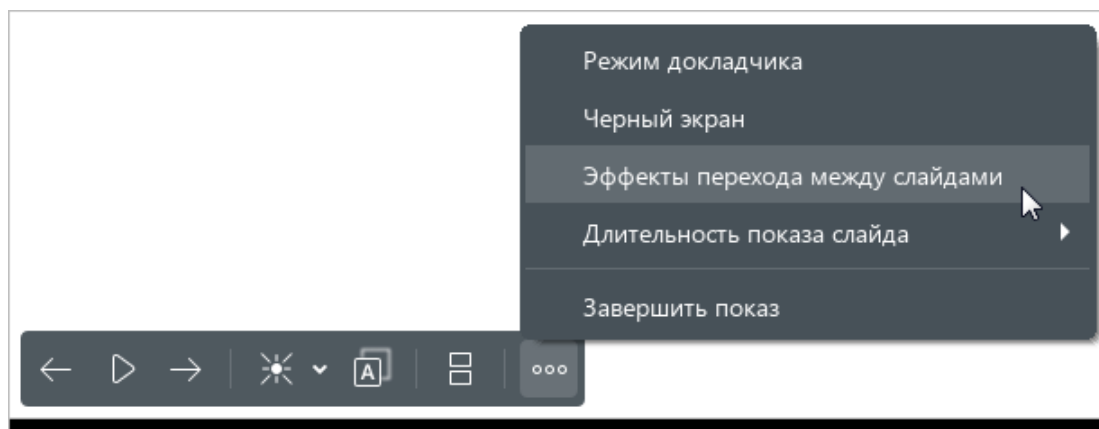 Режим докладчика
Черный экран
Эффекты перехода между слайдами
Длительность показа слайда
Завершить показ
A